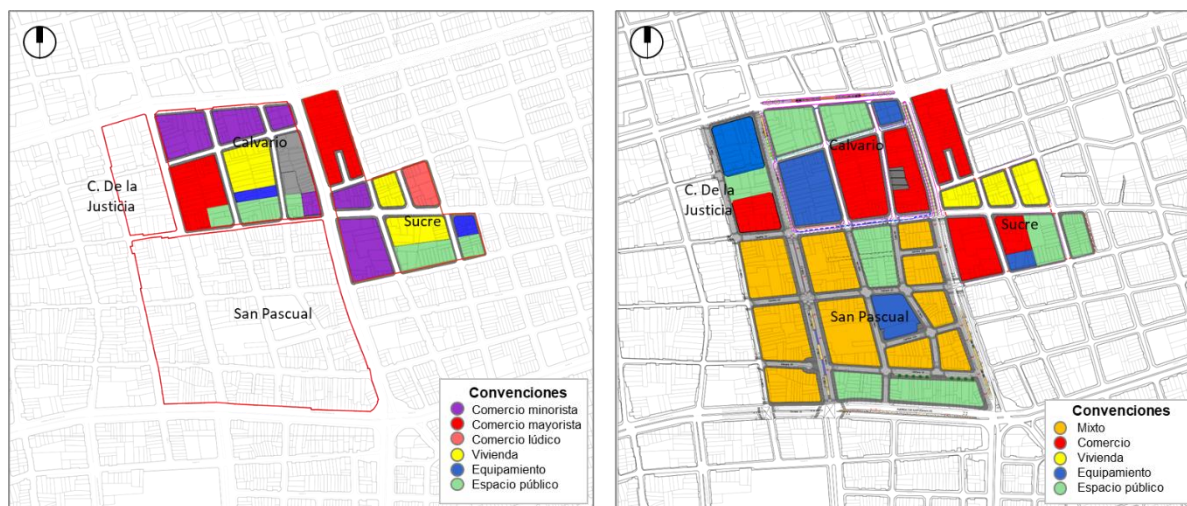 Calvario
C. De la
Justicia
Sucre
San Pascual
Convenciones
Comercio minorista
Comercio mayorista
Comercio lúdico
Vivienda
Equipamiento
Espacio público
Calvario
C. De la
Justicia
Sucre
San Pascual
Convenciones
Mixto
Comercio
Vivienda
Equipamiento
Espacio público